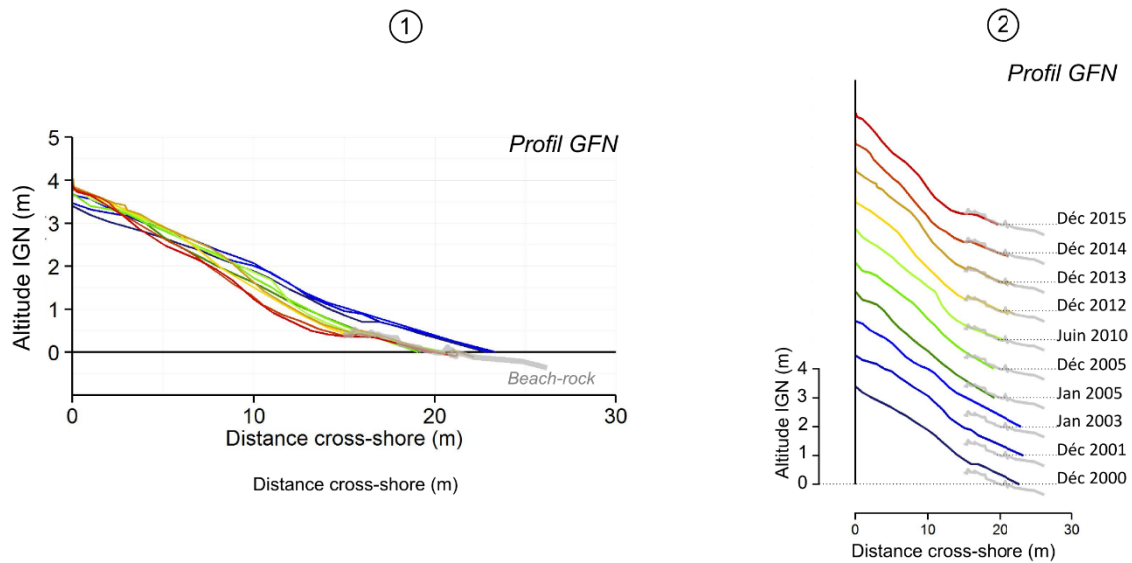 1
2
Profil GFN
Profil GFN
5
4
3
2
1
0
Altitude IGN (m)
Beach-rock
0
10
20
30
Distance cross-shore (m)
Distance cross-shore (m)
Déc 2015
Déc 2014
Déc 2013
Déc 2012
Juin 2010
Déc 2005
Jan 2005
Jan 2003
Déc 2001
Déc 2000
4
3
2
1
0
Altitude IGN (m)
0
10
20
30
Distance cross-shore (m)